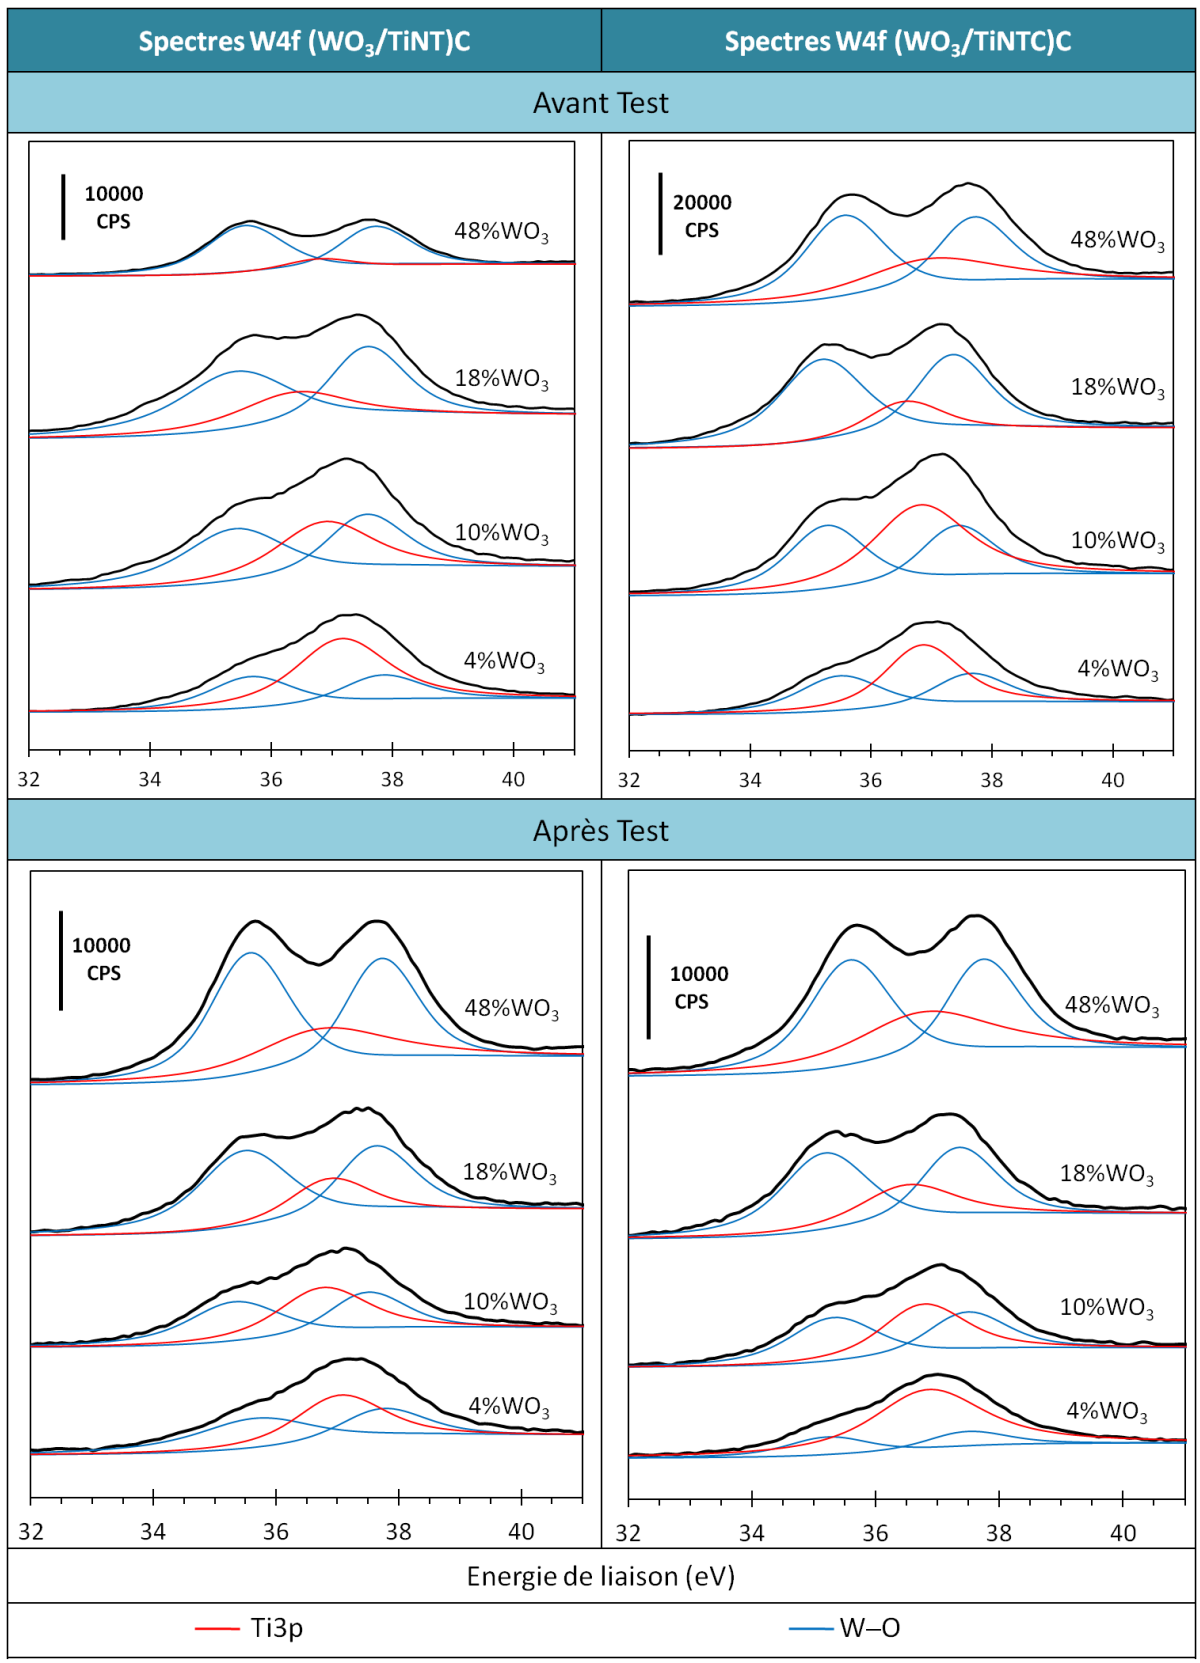 Spectres W4f (WO₃/TiNT)C
Spectres W4f (WO₃/TiNTC)C
Avant Test
10000
CPS
48%WO₃
18%WO₃
10%WO₃
4%WO₃
32 34 36 38 40
20000
CPS
48%WO₃
18%WO₃
10%WO₃
4%WO₃
32 34 36 38 40
Après Test
10000
CPS
48%WO₃
18%WO₃
10%WO₃
4%WO₃
32 34 36 38 40
10000
CPS
48%WO₃
18%WO₃
10%WO₃
4%WO₃
32 34 36 38 40
Energie de liaison (eV)
Ti3p
W–O